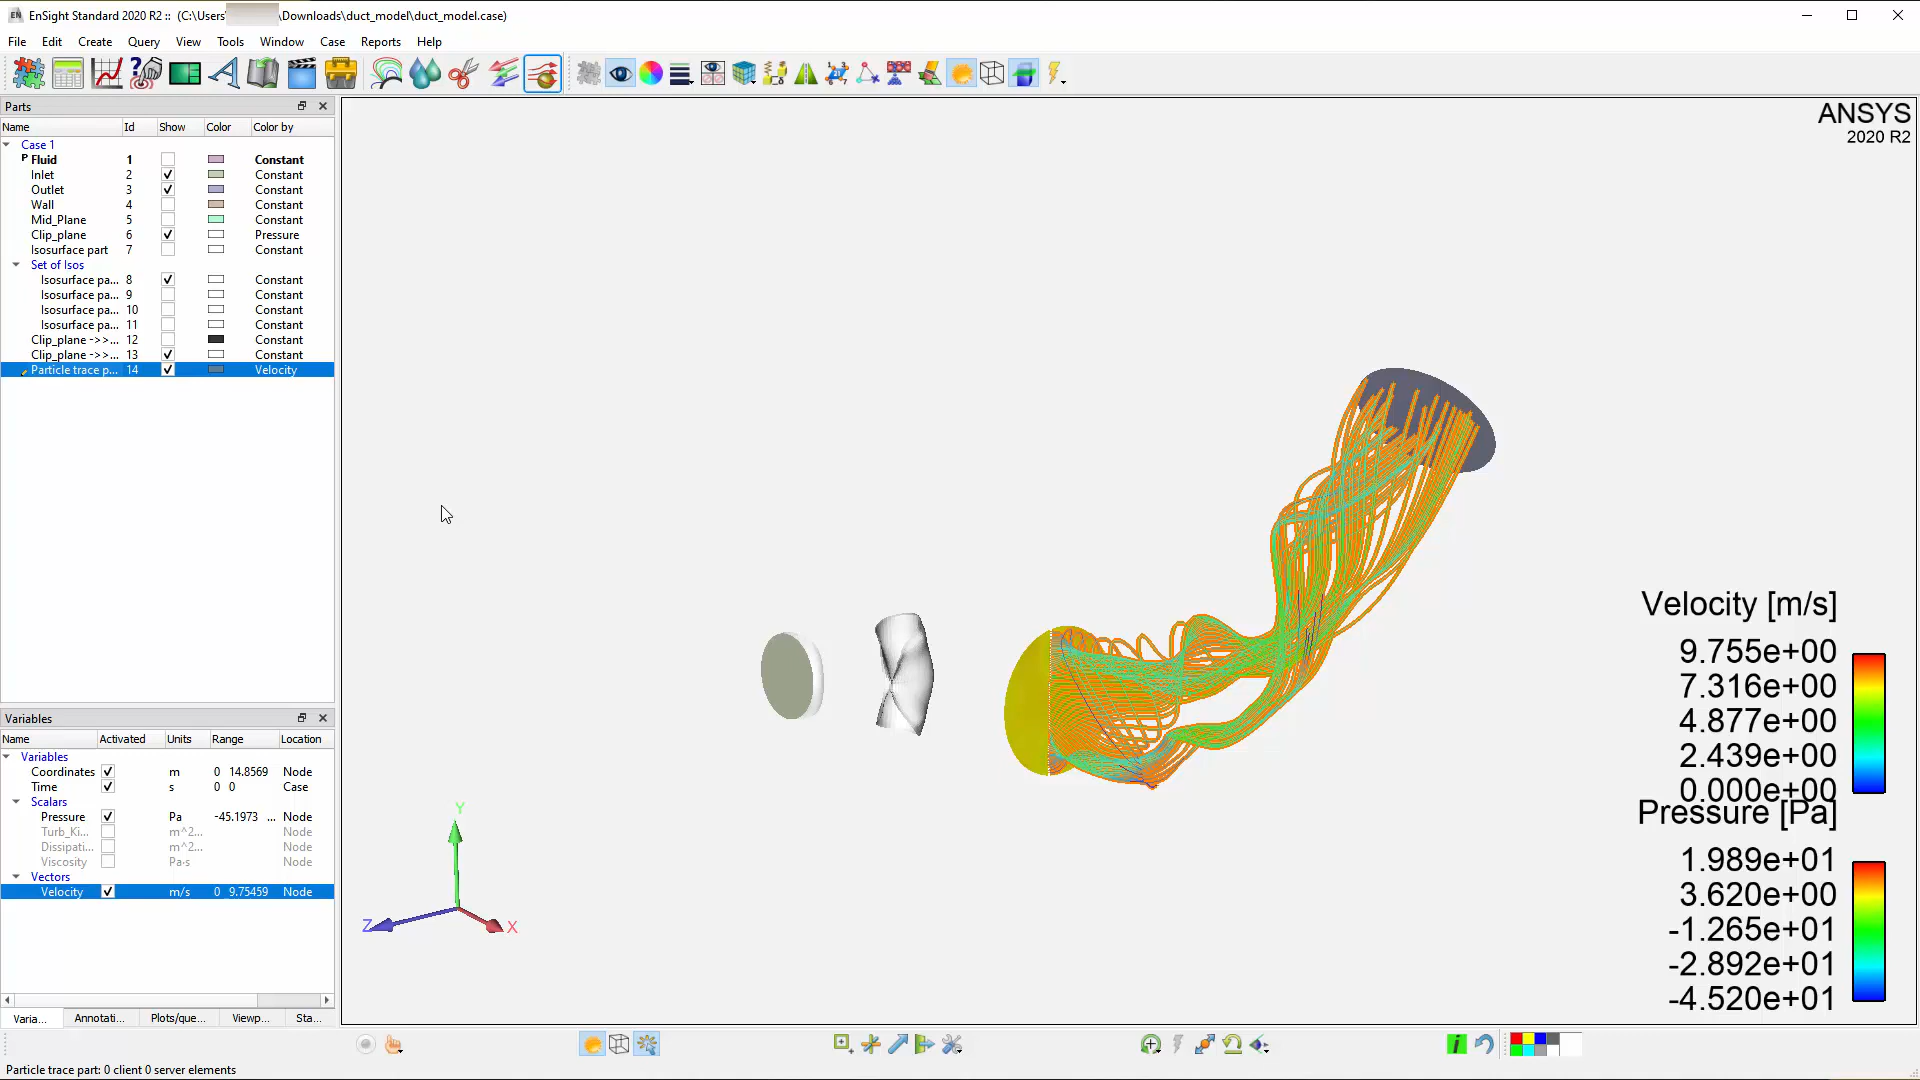 EnSight Standard 2020 R2 :: (C:\Users\ \Downloads\duct_model\duct_model.case)
File Edit Create Query View Tools Window Case Reports Help
Parts
Name Id Show Color Color by
Case 1
P Fluid 1 Constant
Inlet 2 Constant
Outlet 3 Constant
Wall 4 Constant
Mid_Plane 5 Constant
Clip_plane 6 Pressure
Isosurface part 7 Constant
Set of Isos
Isosurface pa... 8 Constant
Isosurface pa... 9 Constant
Isosurface pa... 10 Constant
Isosurface pa... 11 Constant
Clip_plane ->>... 12 Constant
Clip_plane ->>... 13 Constant
Particle trace p... 14 Velocity
ANSYS
2020 R2
Velocity [m/s]
9.755e+00
7.316e+00
4.877e+00
2.439e+00
0.000e+00
Pressure [Pa]
1.989e+01
3.620e+00
-1.265e+01
-2.892e+01
-4.520e+01
Y
Z
X
Variables
Name Activated Units Range Location
Variables
Coordinates m 0 14.8569 Node
Time s 0 0 Case
Scalars
Pressure Pa -45.1973 ... Node
Turb_Ki... m^2... Node
Dissipati... m^2... Node
Viscosity Pa·s Node
Vectors
Velocity m/s 0 9.75459 Node
Varia... Annotati... Plots/que... Viewp... Sta...
Particle trace part: 0 client 0 server elements